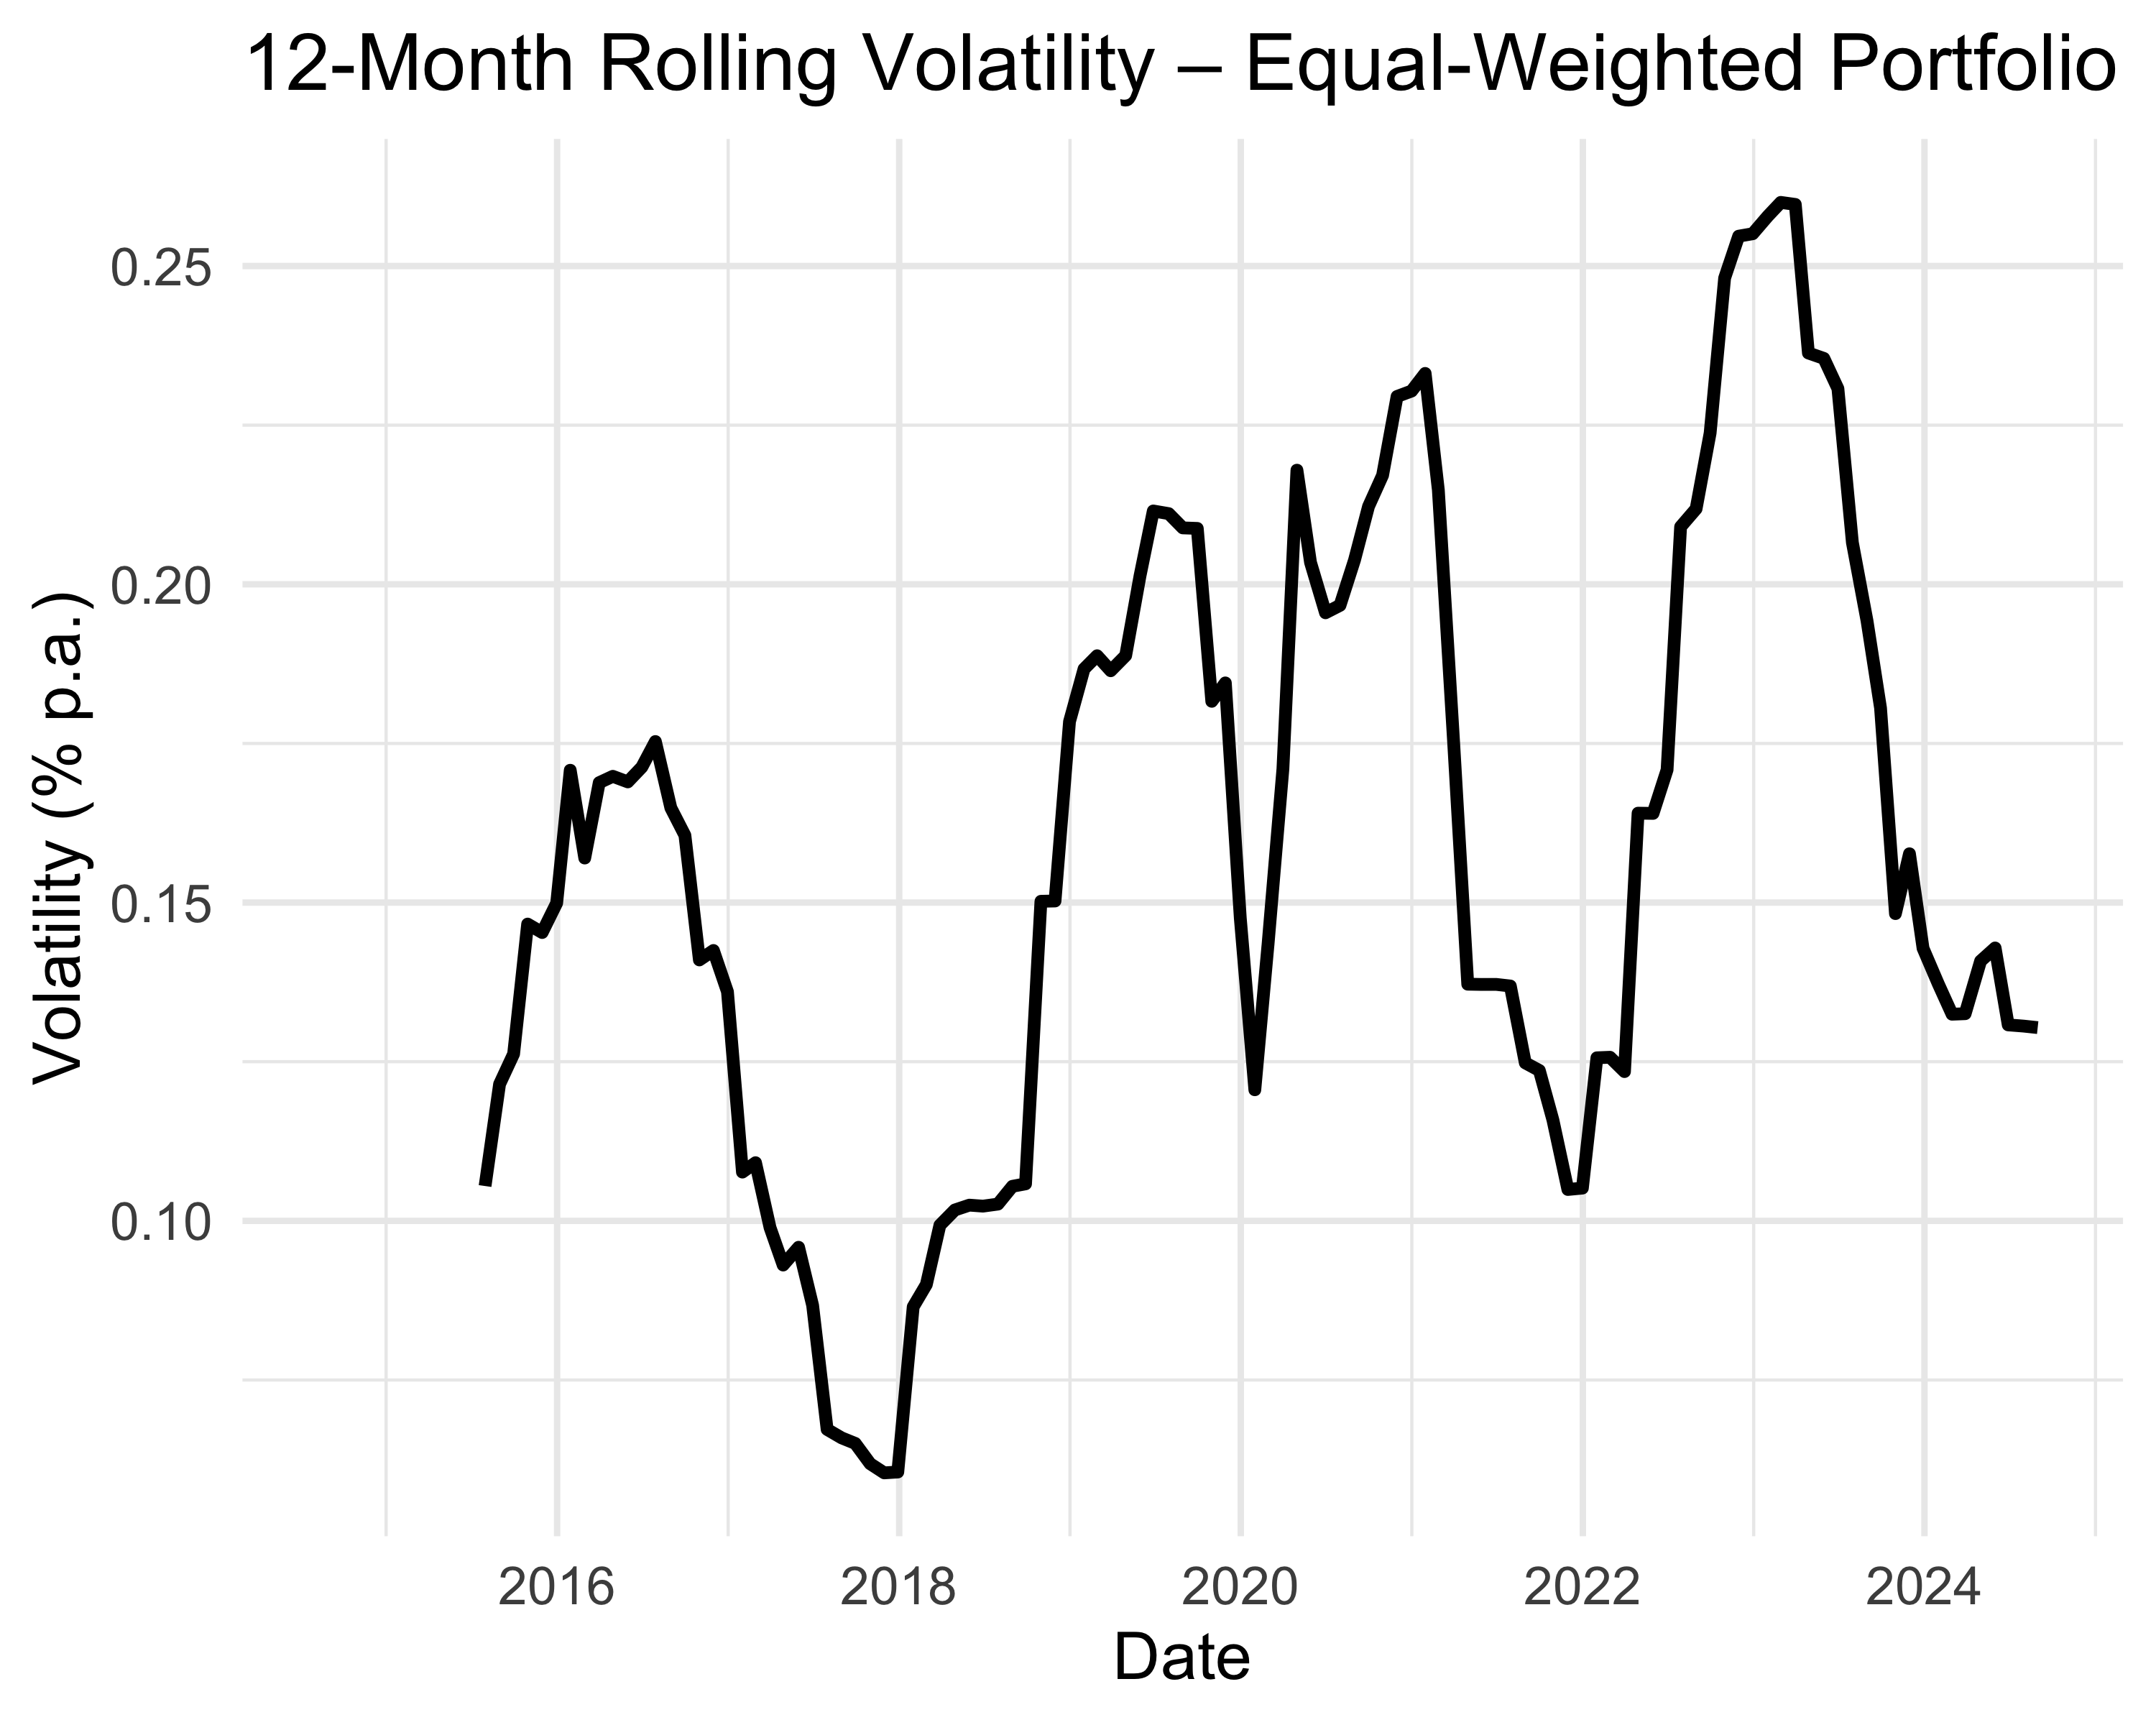 12-Month Rolling Volatility – Equal-Weighted Portfolio
Volatility (% p.a.)
0.25
0.20
0.15
0.10
2016 2018 2020 2022 2024
Date